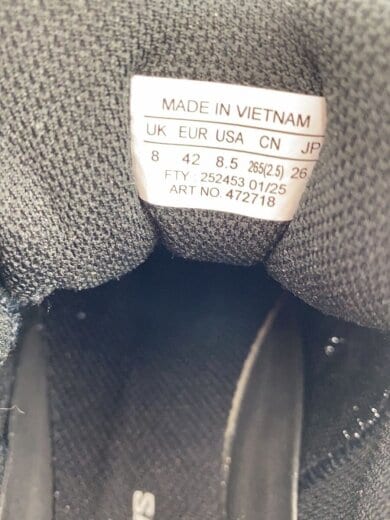 MADE IN VIETNAM
UK EUR USA CN JP
8 42 8.5 265(2.5) 26
FTY : 252453 01/25
ART NO. 472718